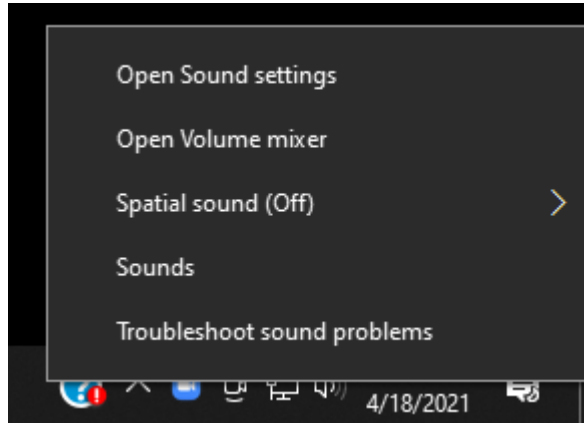 Open Sound settings
Open Volume mixer
Spatial sound (Off)
Sounds
Troubleshoot sound problems
4/18/2021